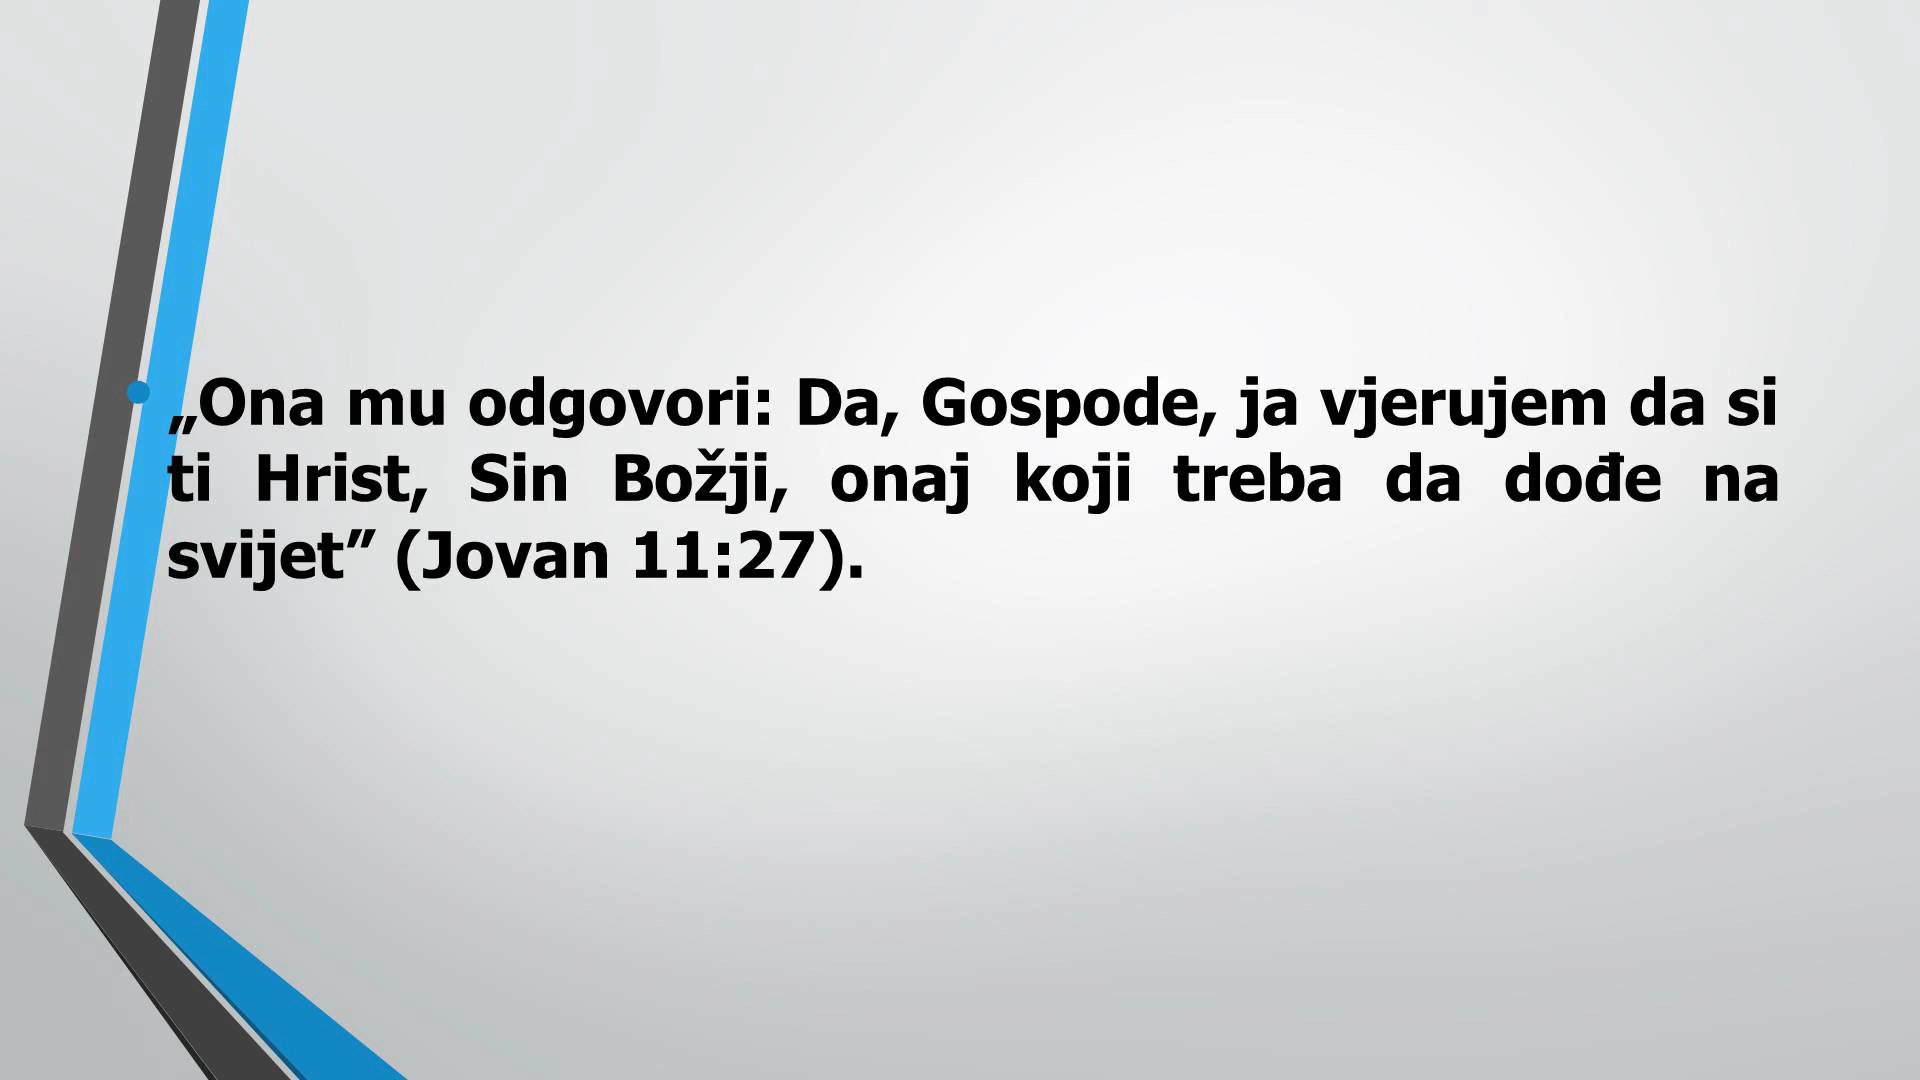 „Ona mu odgovori: Da, Gospode, ja vjerujem da si
ti Hrist, Sin Božji, onaj koji treba da dođe na
svijet” (Jovan 11:27).